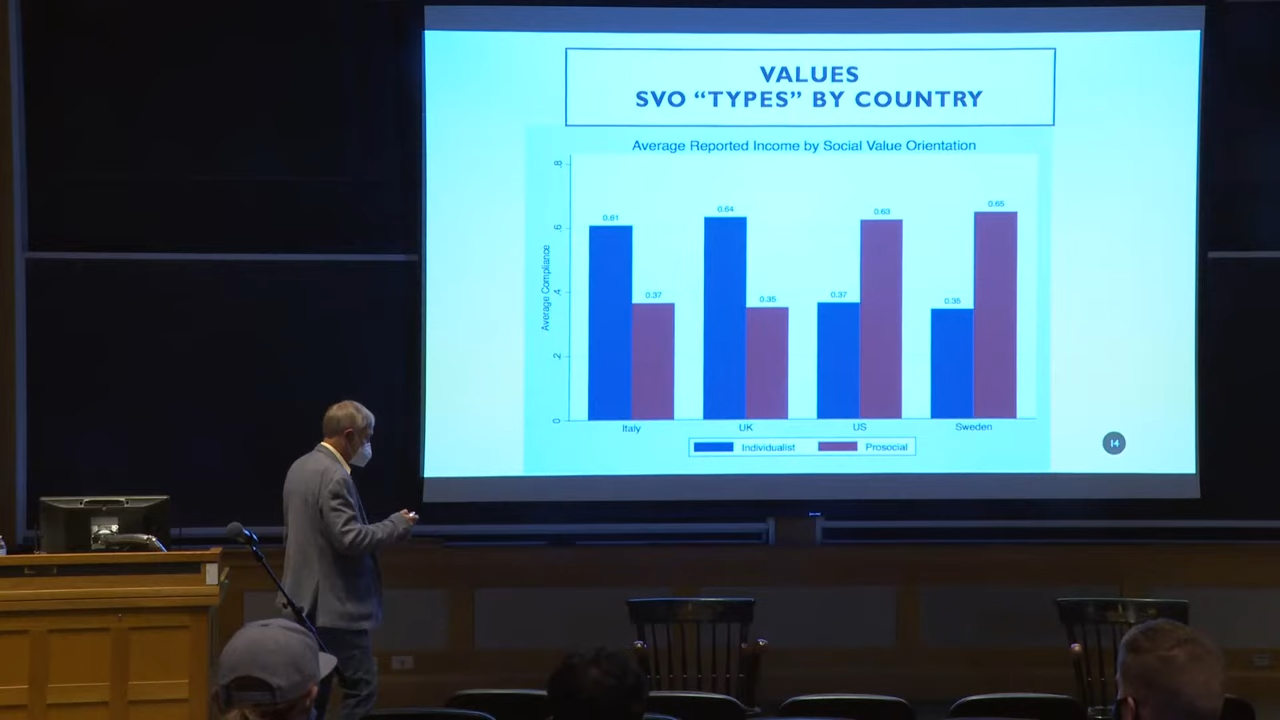 VALUES
SVO “TYPES” BY COUNTRY
Average Reported Income by Social Value Orientation
Average Compliance
.8
.6
.4
.2
0
0.61
0.37
0.64
0.35
0.37
0.63
0.35
0.65
Italy
UK
US
Sweden
Individualist
Prosocial
14